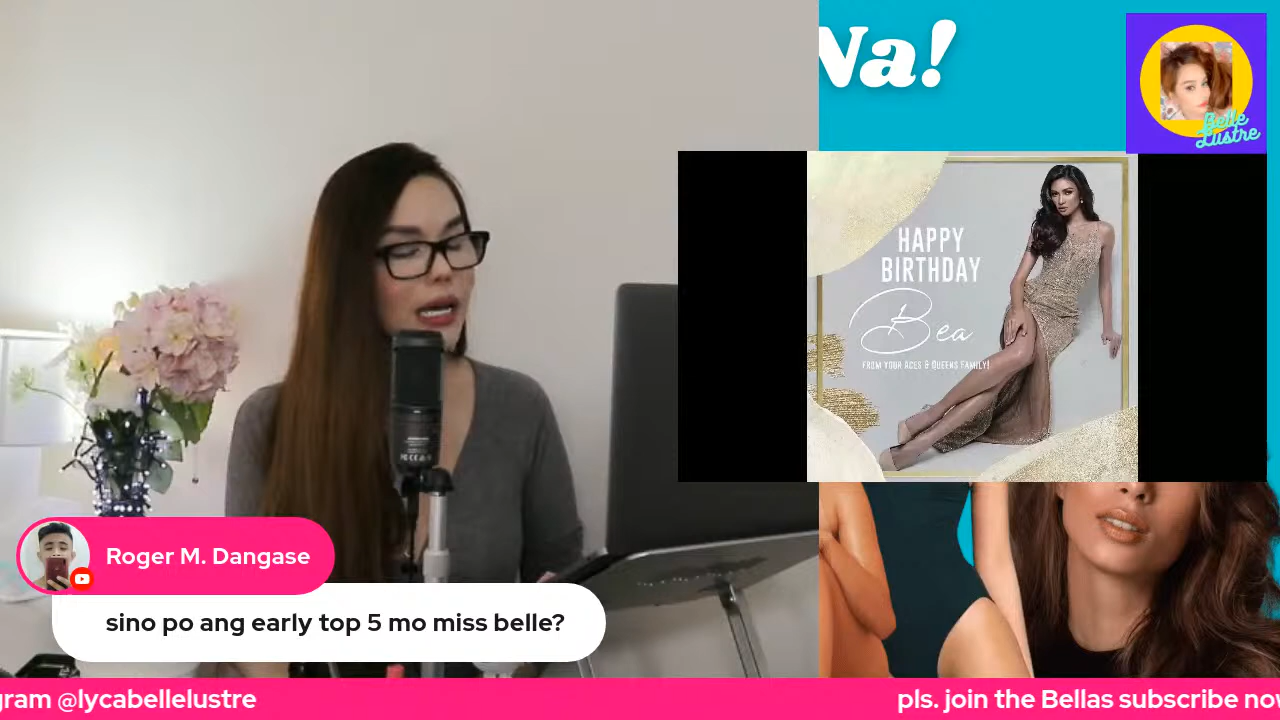 Na!
Belle
Lustre
HAPPY
BIRTHDAY
Bea
FROM YOUR ACES & QUEENS FAMILY!
Roger M. Dangase
sino po ang early top 5 mo miss belle?
gram @lycabellelustre
pls. join the Bellas subscribe now